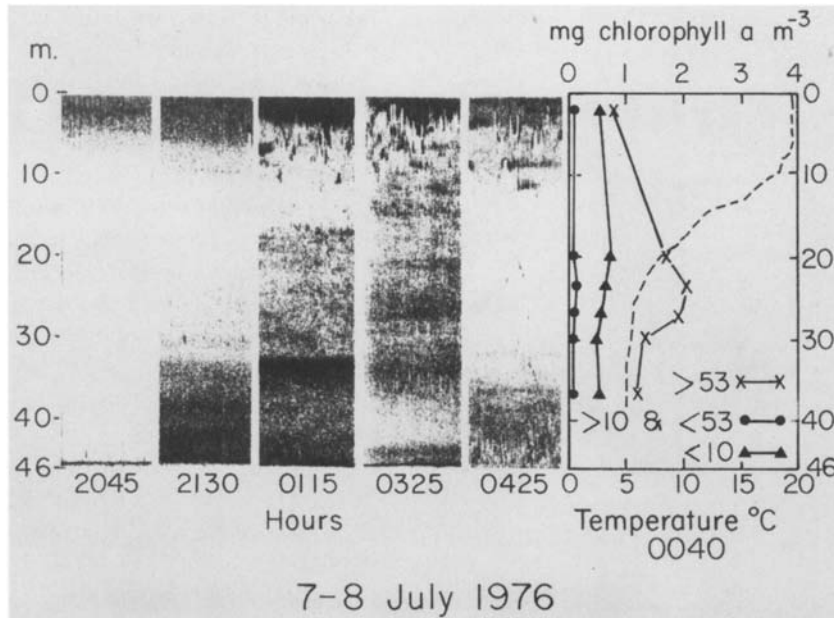 mg chlorophyll a m⁻³
0 1 2 3 4
m.
0
10
20
30
40
46
2045 2130 0115 0325 0425
Hours
0
10
20
30
40
46
>53 ×—×
>10 & <53 ●—●
<10 ▲—▲
0 5 10 15 20
Temperature °C
0040
7-8 July 1976